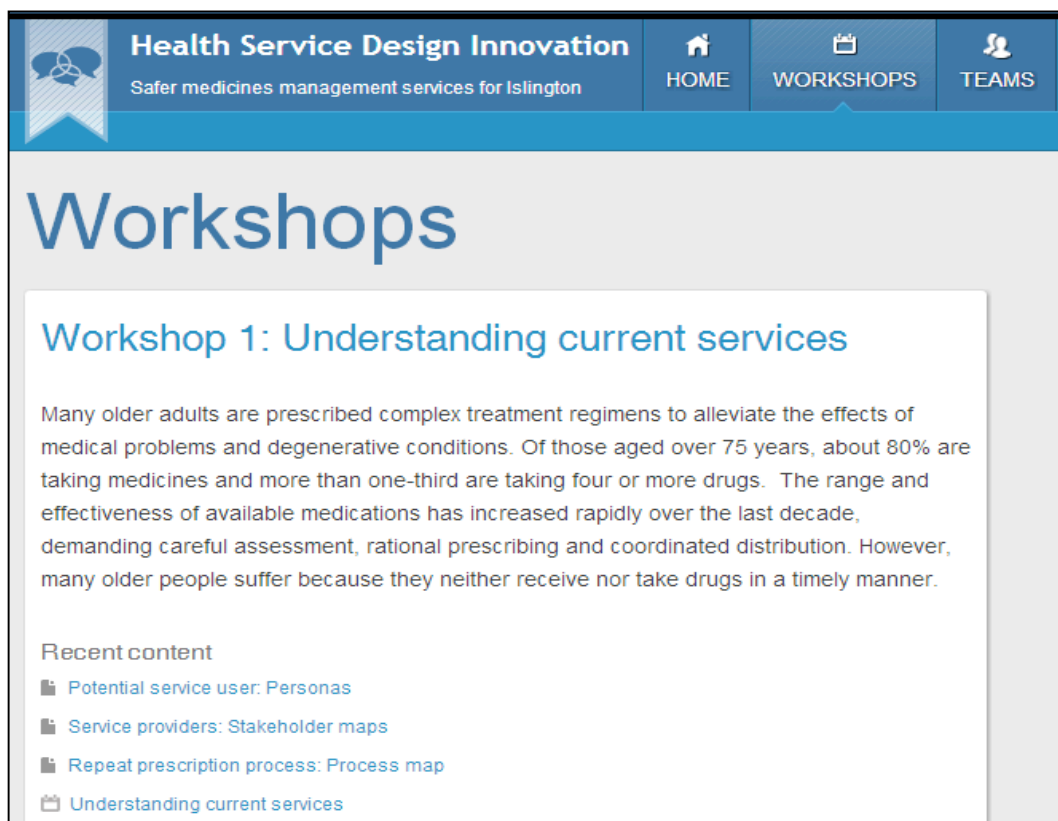 Health Service Design Innovation
Safer medicines management services for Islington
HOME
WORKSHOPS
TEAMS
Workshops
Workshop 1: Understanding current services
Many older adults are prescribed complex treatment regimens to alleviate the effects of
medical problems and degenerative conditions. Of those aged over 75 years, about 80% are
taking medicines and more than one-third are taking four or more drugs.  The range and
effectiveness of available medications has increased rapidly over the last decade,
demanding careful assessment, rational prescribing and coordinated distribution. However,
many older people suffer because they neither receive nor take drugs in a timely manner.
Recent content
Potential service user: Personas
Service providers: Stakeholder maps
Repeat prescription process: Process map
Understanding current services